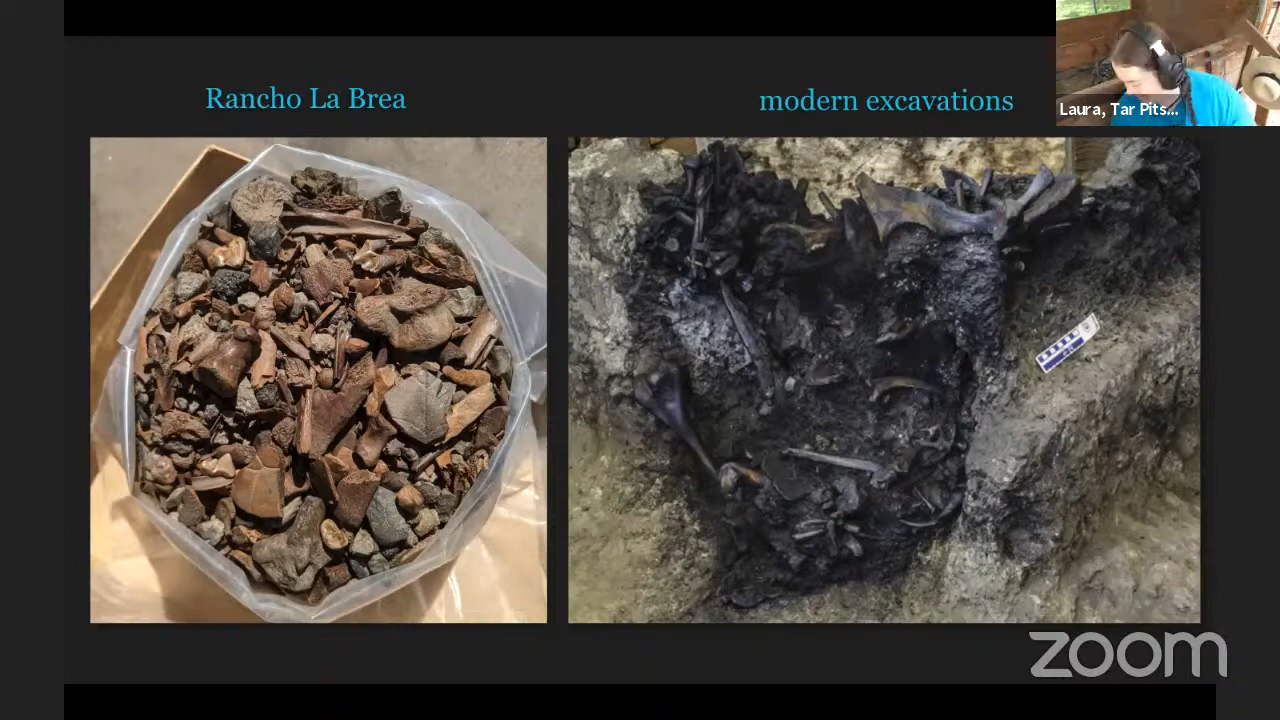 Rancho La Brea
modern excavations
Laura, Tar Pits...
zoom